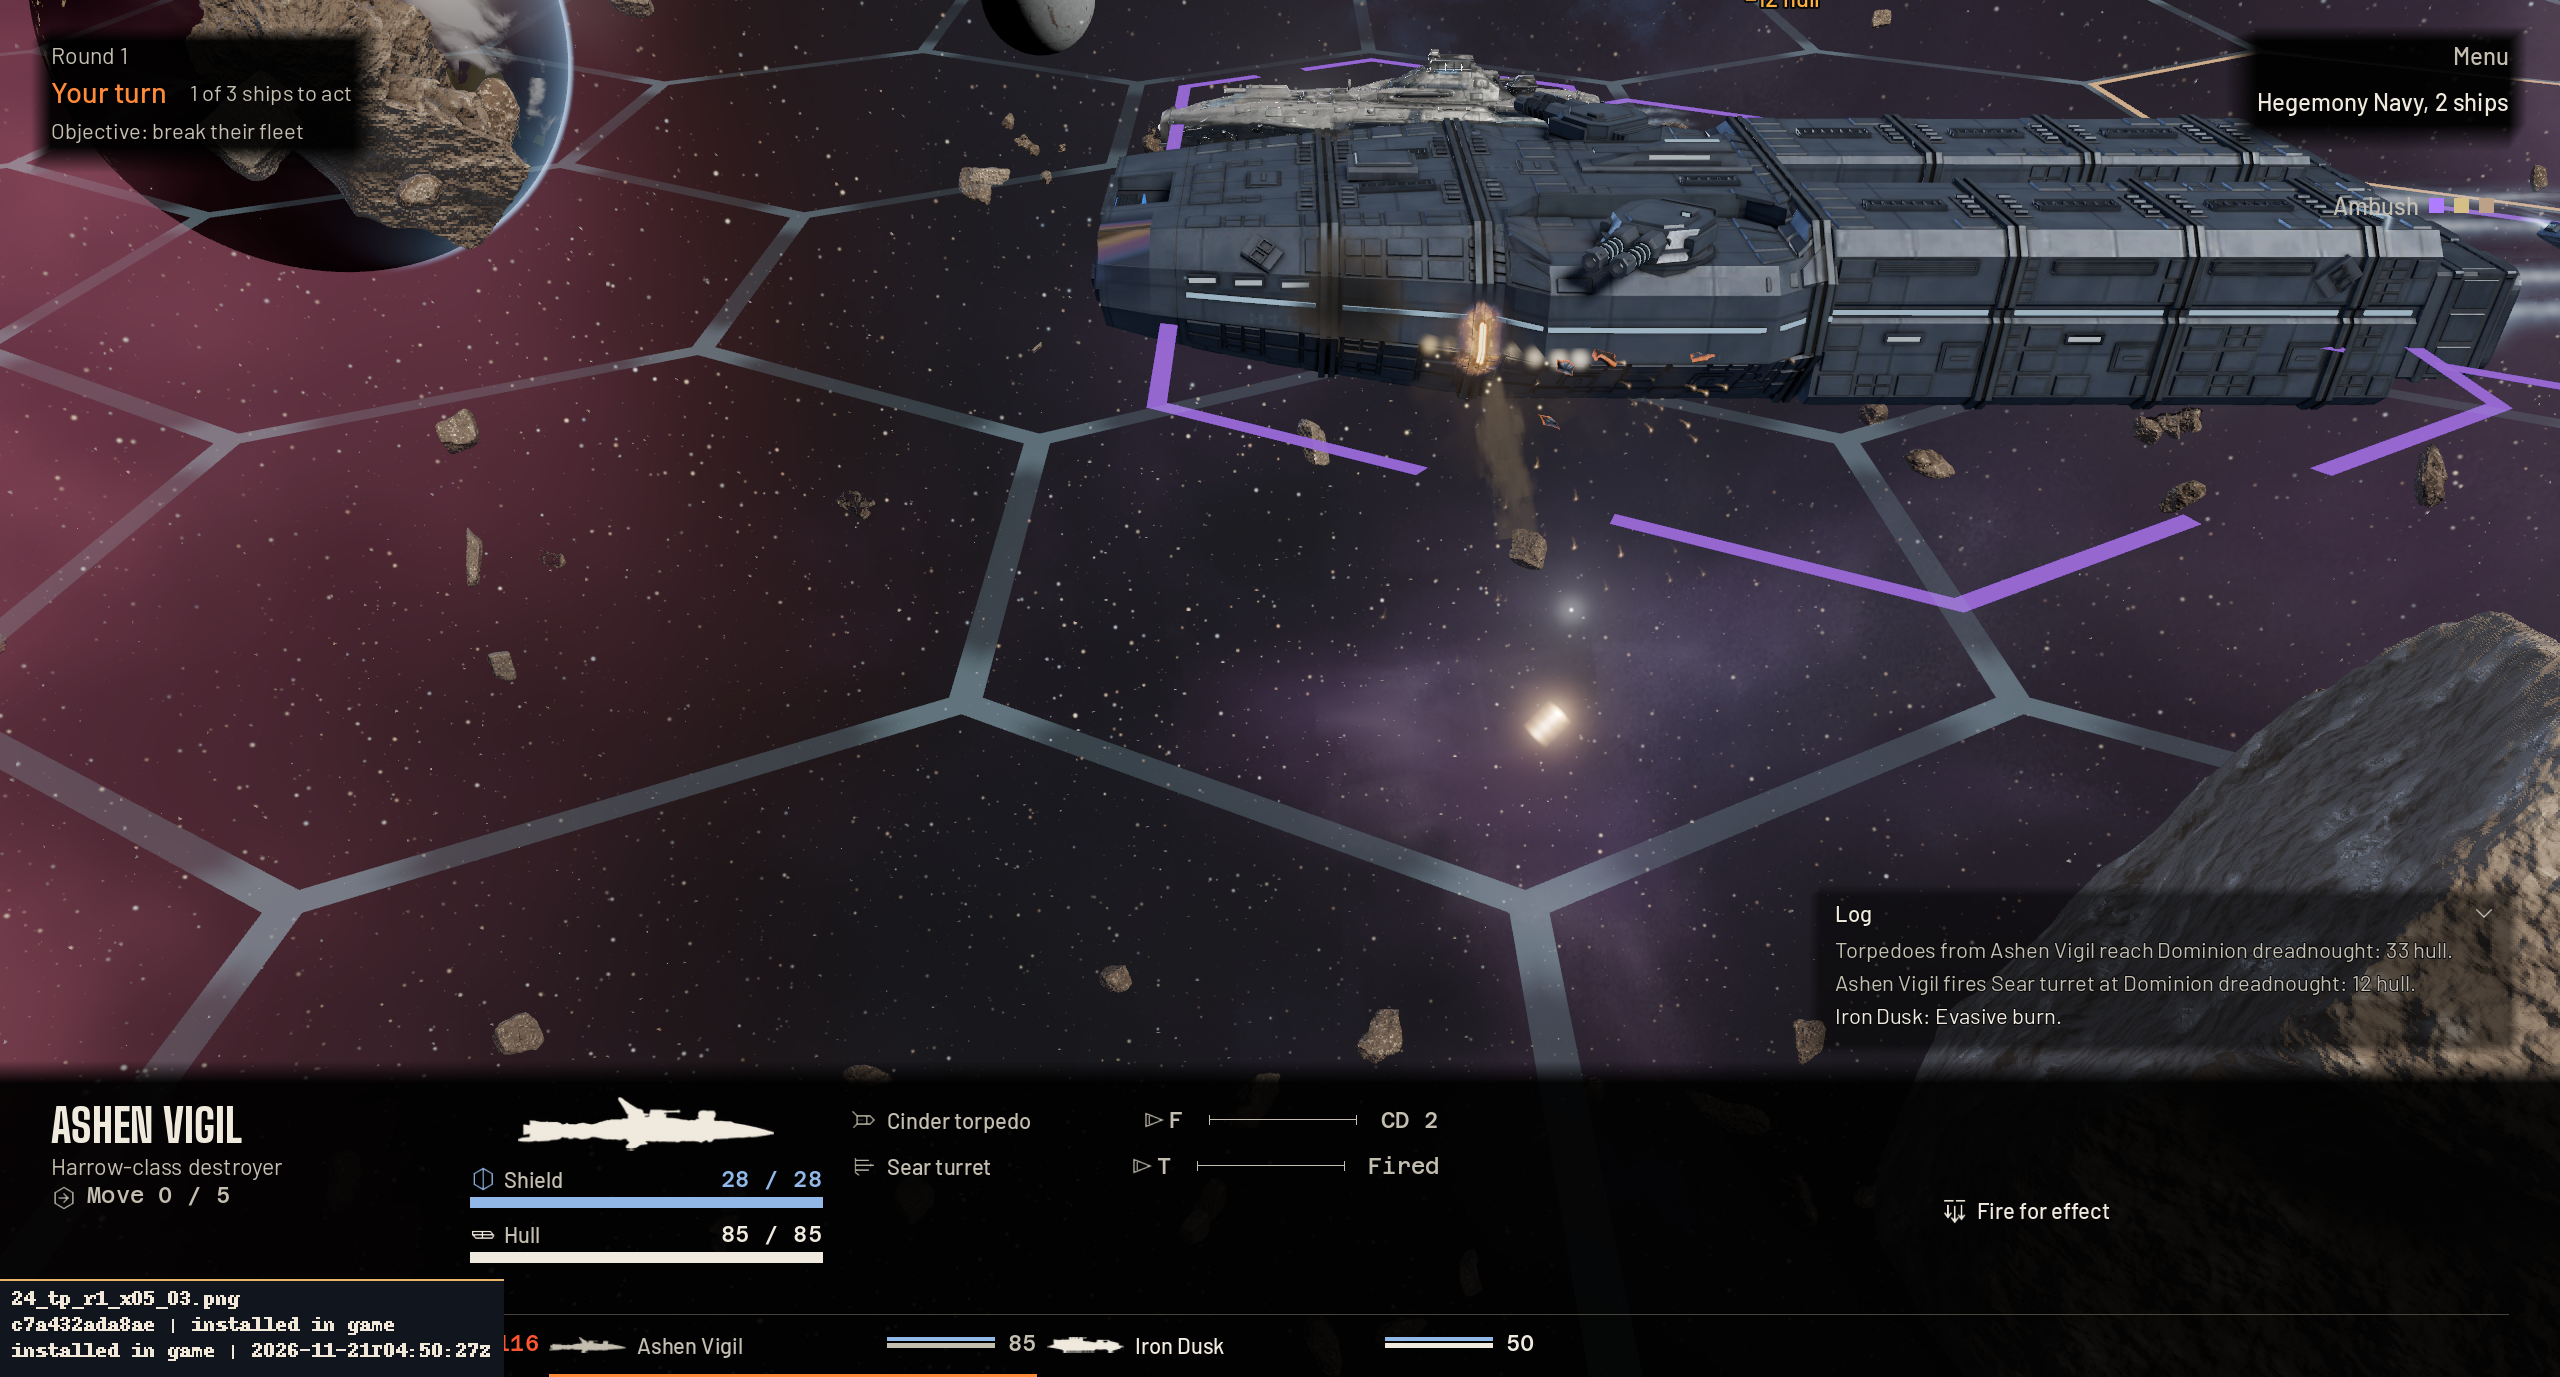 -12 hull
Round 1
Your turn 1 of 3 ships to act
Objective: break their fleet
Menu
Hegemony Navy, 2 ships
Ambush
Log
Torpedoes from Ashen Vigil reach Dominion dreadnought: 33 hull.
Ashen Vigil fires Sear turret at Dominion dreadnought: 12 hull.
Iron Dusk: Evasive burn.
ASHEN VIGIL
Harrow-class destroyer
Move 0 / 5
Shield 28 / 28
Hull 85 / 85
Cinder torpedo F CD 2
Sear turret T Fired
Fire for effect
24_tp_r1_x05_03.png
c7a432ada8ae | installed in game
installed in game | 2026-11-21T04:50:27Z
116 Ashen Vigil 85 Iron Dusk 50